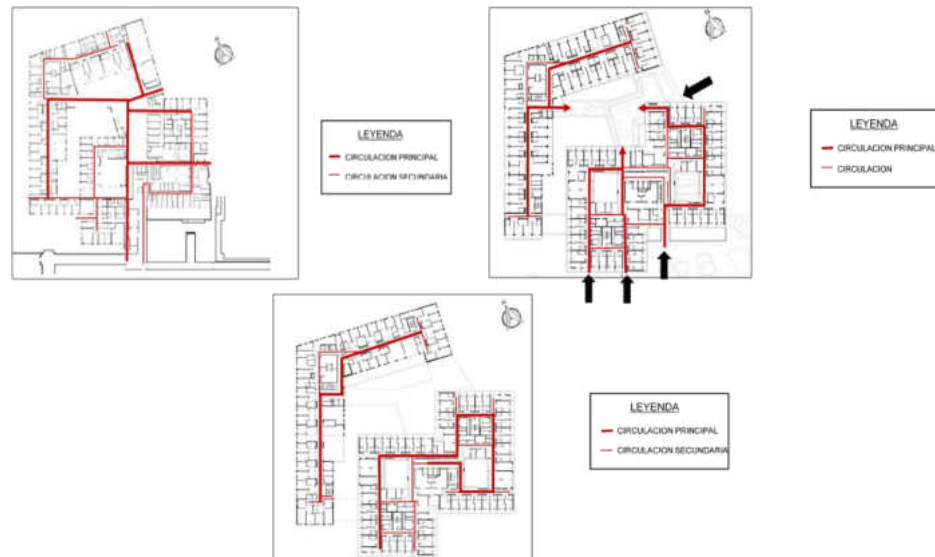 LEYENDA
CIRCULACION PRINCIPAL
CIRCULACION SECUNDARIA
LEYENDA
CIRCULACION PRINCIPAL
CIRCULACION
LEYENDA
CIRCULACION PRINCIPAL
CIRCULACION SECUNDARIA